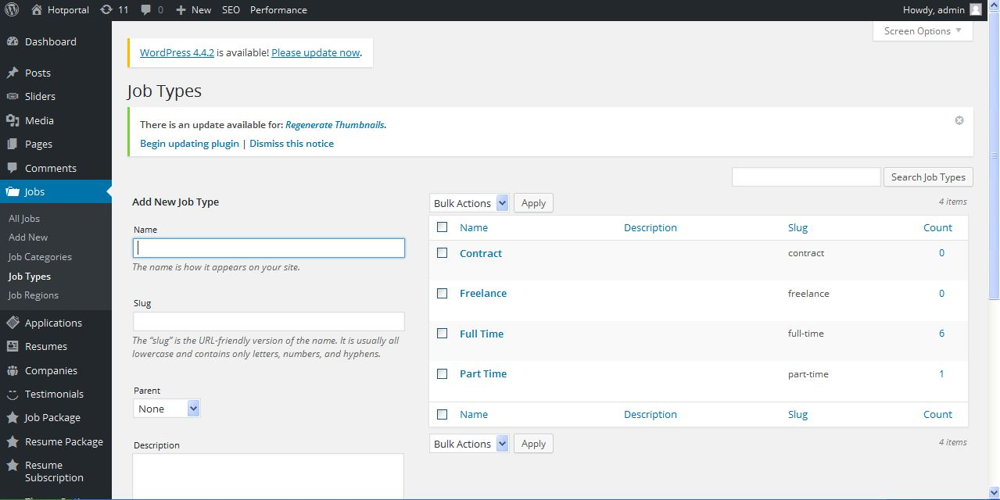 Hotportal 11 0 New SEO Performance Howdy, admin
Screen Options
Dashboard
Posts
Sliders
Media
Pages
Comments
Jobs
All Jobs
Add New
Job Categories
Job Types
Job Regions
Applications
Resumes
Companies
Testimonials
Job Package
Resume Package
Resume
Subscription
WordPress 4.4.2 is available! Please update now.
Job Types
There is an update available for: Regenerate Thumbnails.
Begin updating plugin | Dismiss this notice
Search Job Types
Add New Job Type
Name
The name is how it appears on your site.
Slug
The “slug” is the URL-friendly version of the name. It is usually all
lowercase and contains only letters, numbers, and hyphens.
Parent
None
Description
Bulk Actions Apply 4 items
Name Description Slug Count
Contract contract 0
Freelance freelance 0
Full Time full-time 6
Part Time part-time 1
Name Description Slug Count
Bulk Actions Apply 4 items